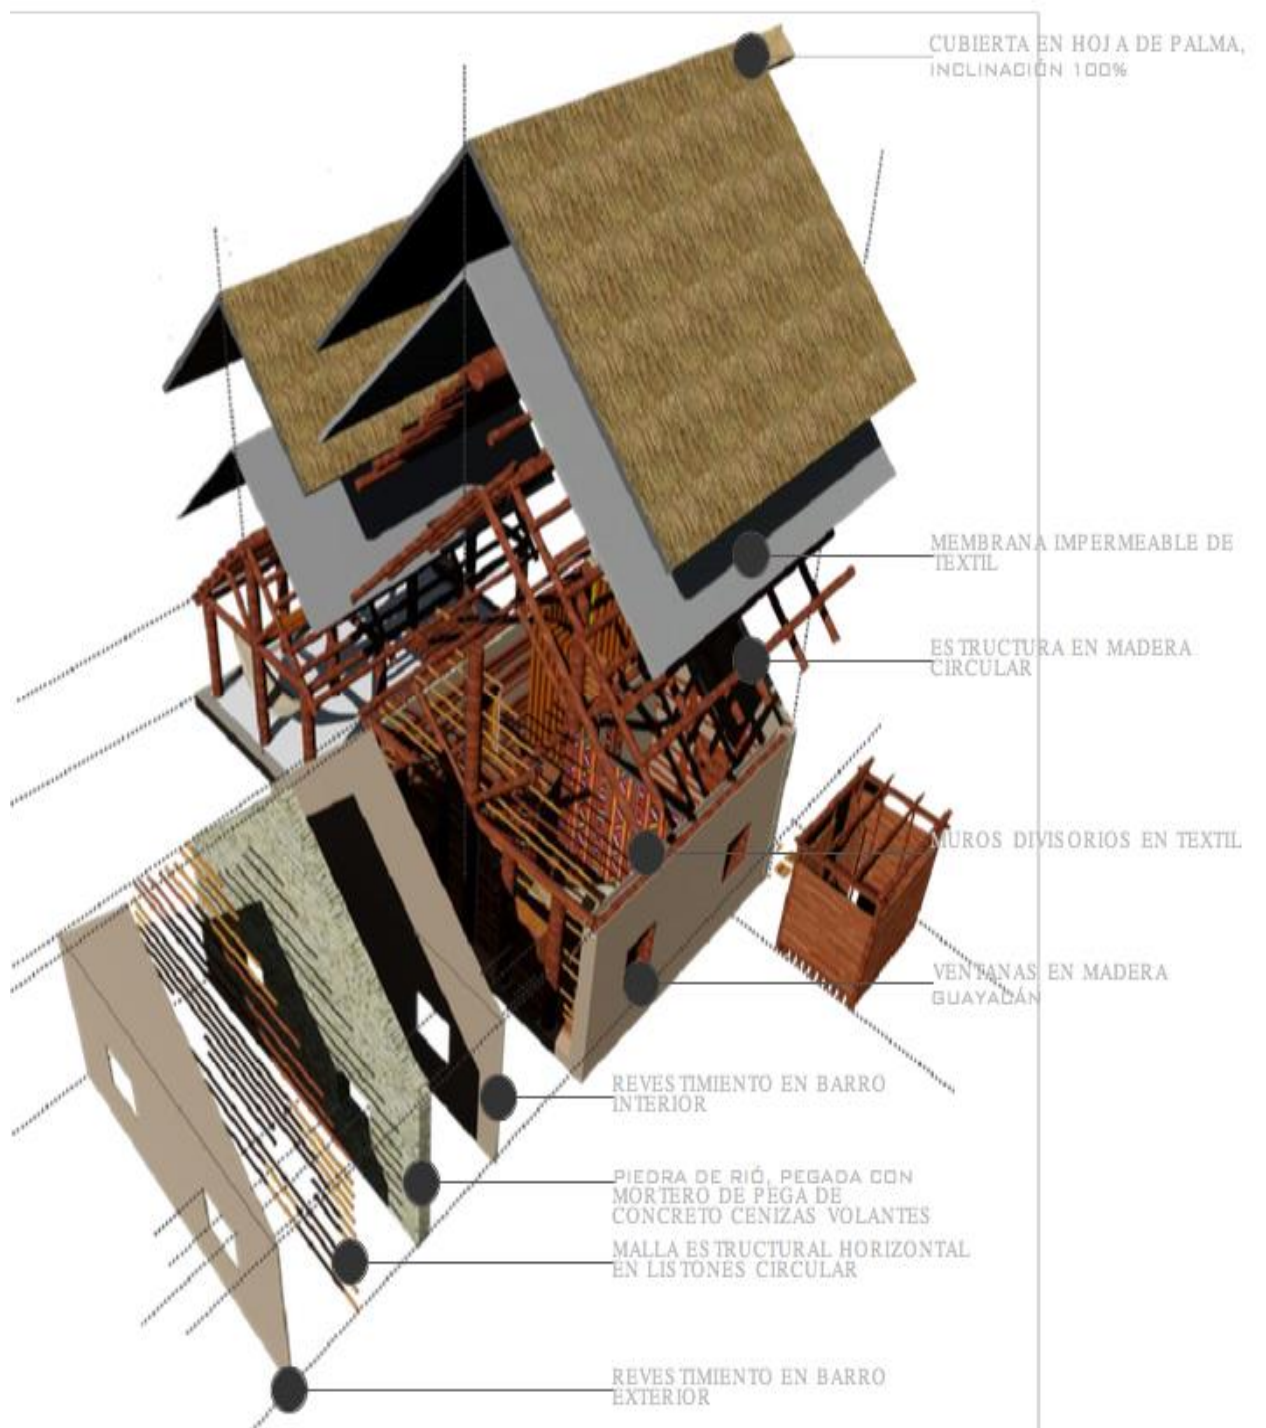 CUBIERTA EN HOJA DE PALMA,
INCLINACIÓN 100%
MEMBRANA IMPERMEABLE DE
TEXTIL
ESTRUCTURA EN MADERA
CIRCULAR
MUROS DIVISORIOS EN TEXTIL
VENTANAS EN MADERA
GUAYACÁN
REVESTIMIENTO EN BARRO
INTERIOR
PIEDRA DE RIÓ, PEGADA CON
MORTERO DE PEGA DE
CONCRETO CENIZAS VOLANTES
MALLA ESTRUCTURAL HORIZONTAL
EN LISTONES CIRCULAR
REVESTIMIENTO EN BARRO
EXTERIOR